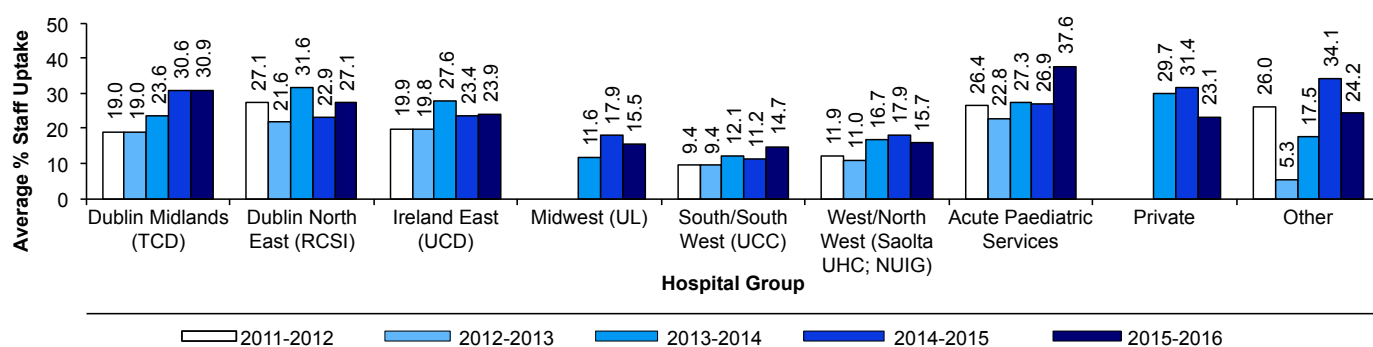 Average % Staff Uptake
50
40
30
20
10
0
19.0 19.0 23.6 30.6 30.9
27.1 21.6 31.6 22.9 27.1
19.9 19.8 27.6 23.4 23.9
11.6 17.9 15.5
9.4 9.4 12.1 11.2 14.7
11.9 11.0 16.7 17.9 15.7
26.4 22.8 27.3 26.9 37.6
29.7 31.4 23.1
26.0 5.3 17.5 34.1 24.2
Dublin Midlands
(TCD)
Dublin North
East (RCSI)
Ireland East
(UCD)
Midwest (UL)
South/South
West (UCC)
West/North
West (Saolta
UHC; NUIG)
Acute Paediatric
Services
Private
Other
Hospital Group
2011-2012 2012-2013 2013-2014 2014-2015 2015-2016